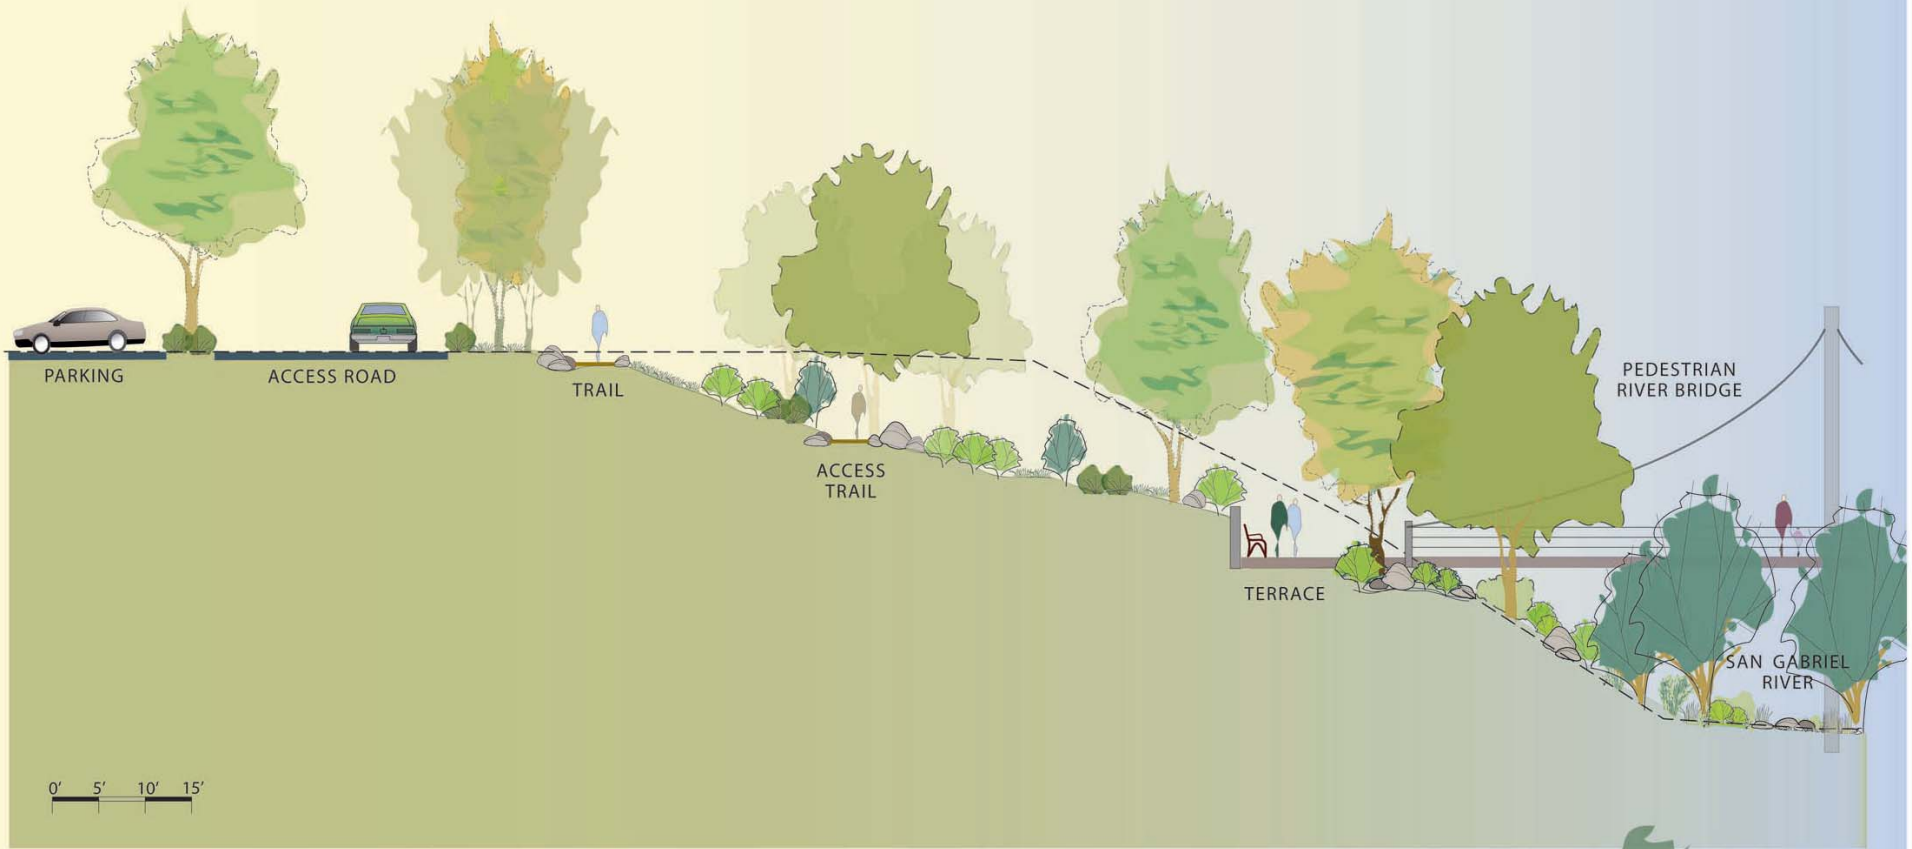 PARKING
ACCESS ROAD
TRAIL
ACCESS
TRAIL
TERRACE
PEDESTRIAN
RIVER BRIDGE
SAN GABRIEL
RIVER
0' 5' 10' 15'